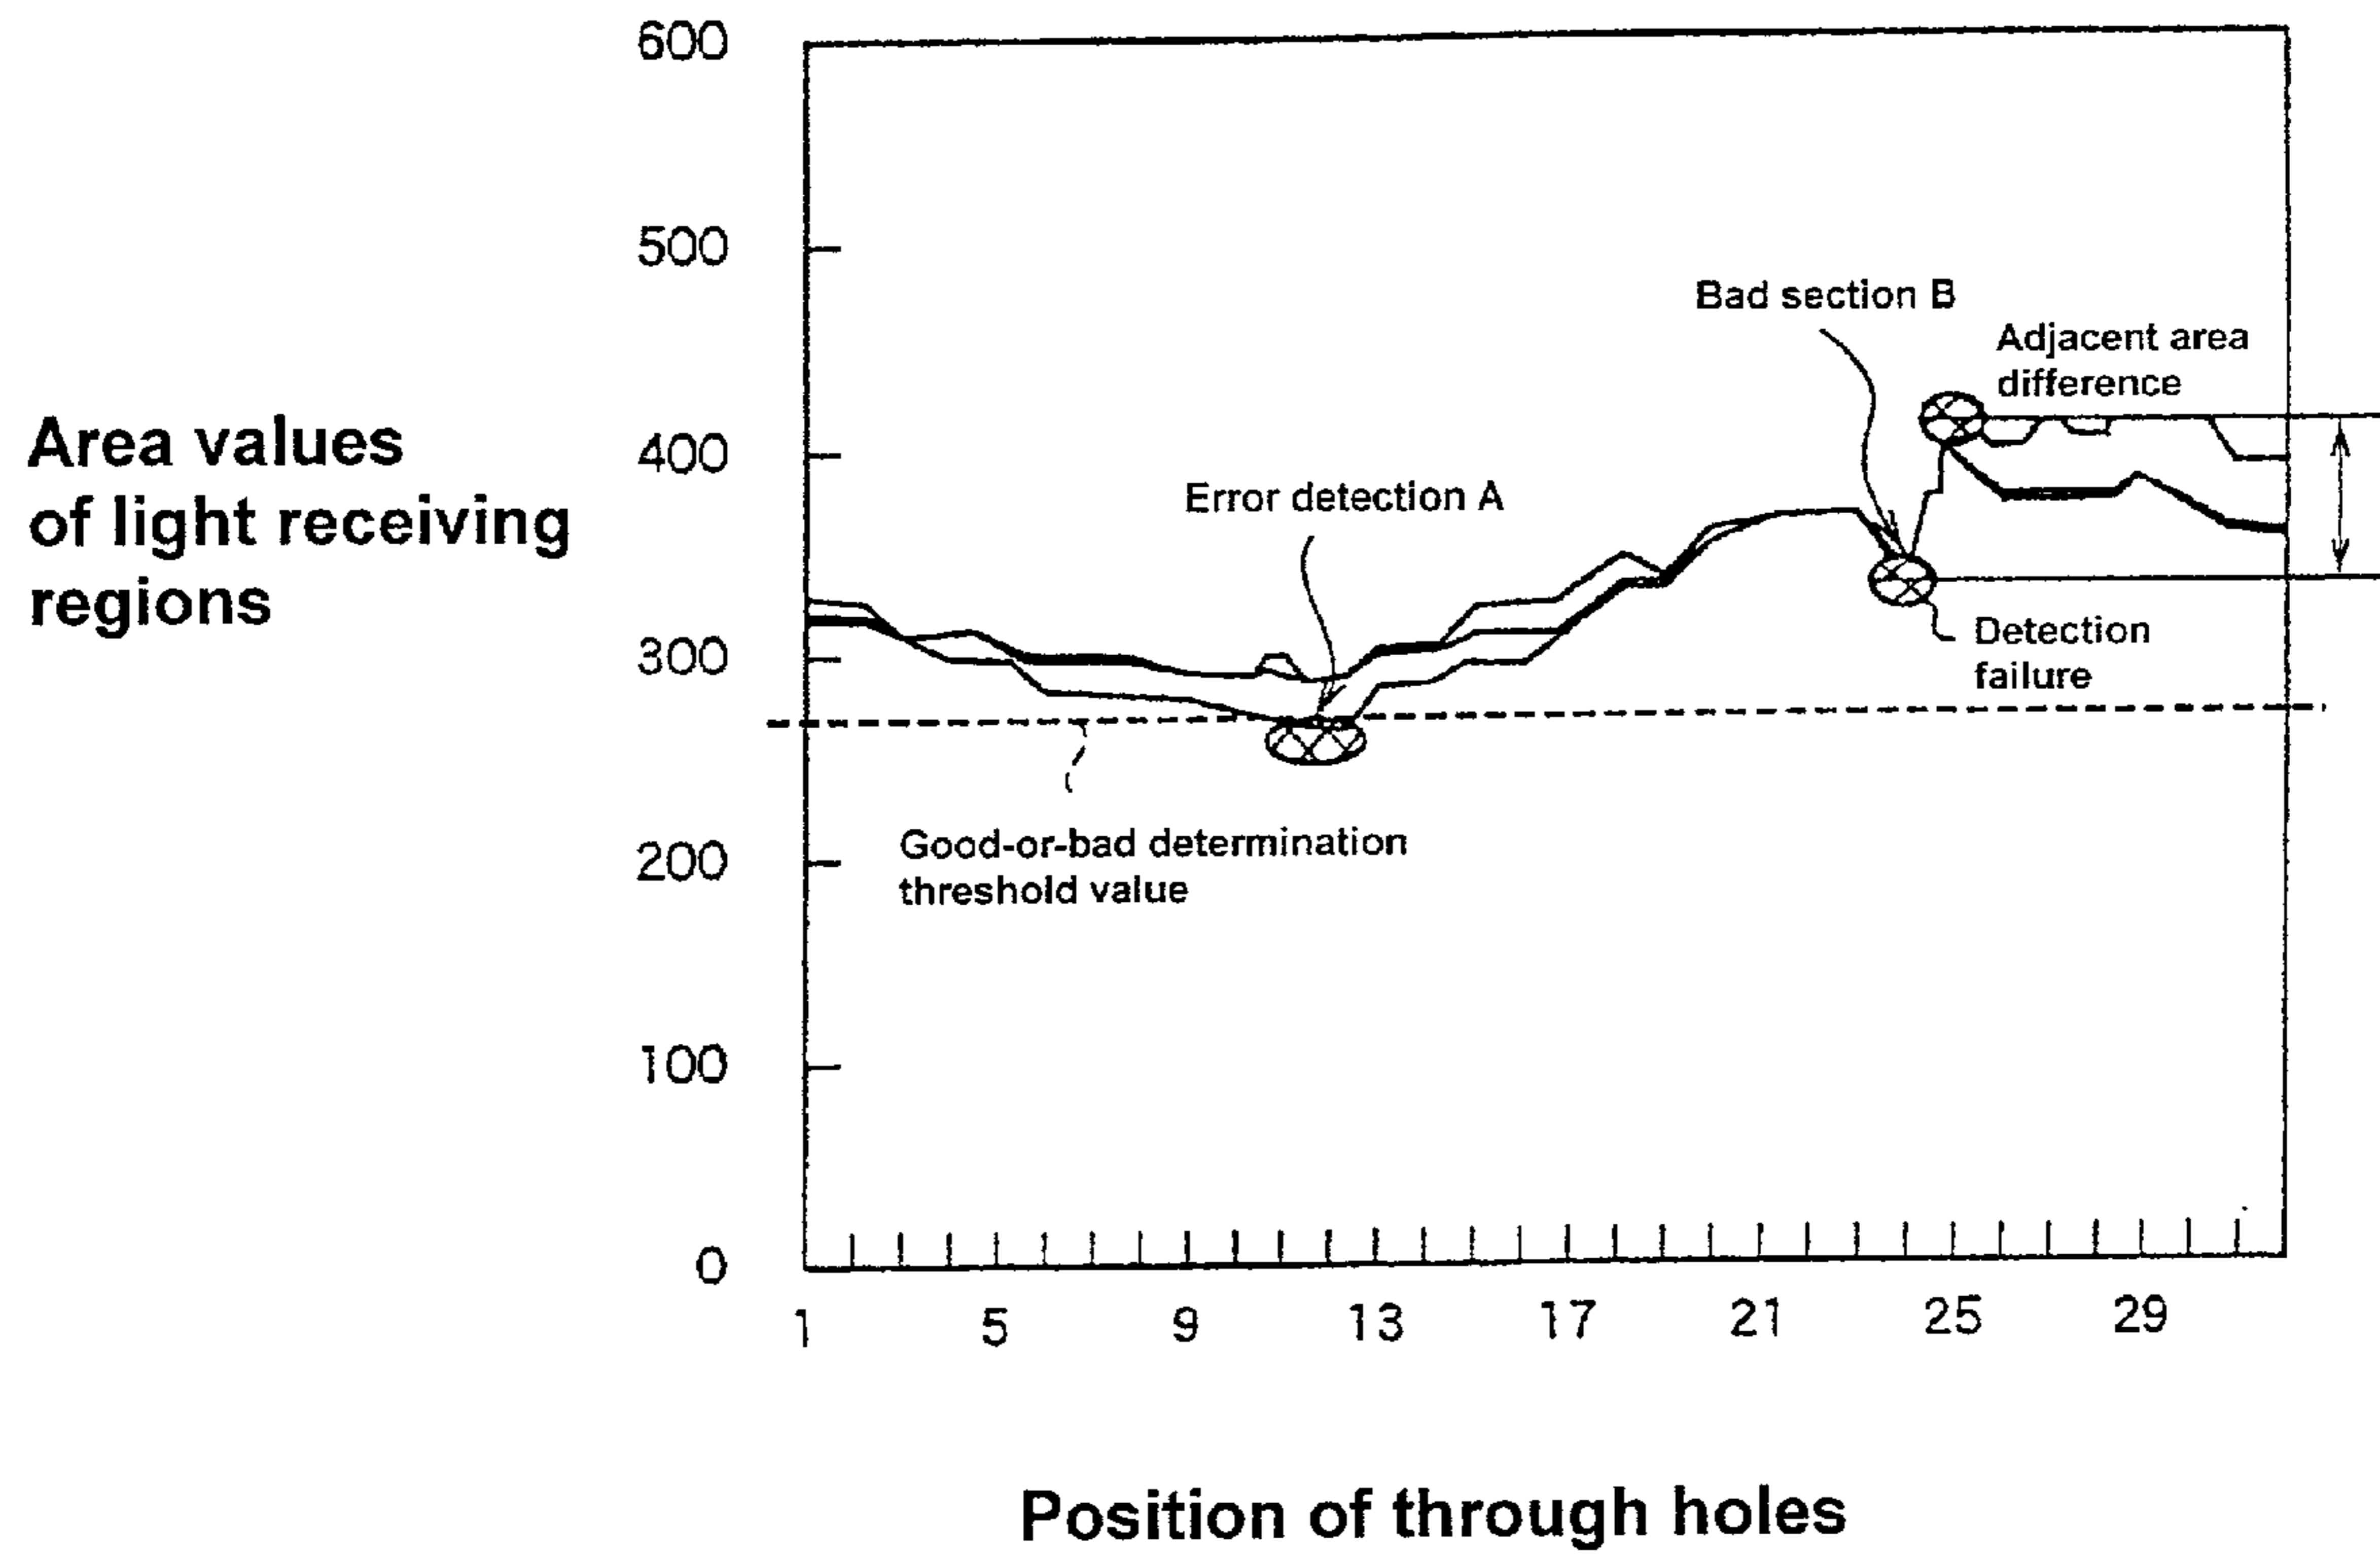 600
500
Bad section B
Adjacent area
difference
Area values
of light receiving
regions
400
Error detection A
300
Detection
failure
Good-or-bad determination
threshold value
200
100
0
1 5 9 13 17 21 25 29
Position of through holes